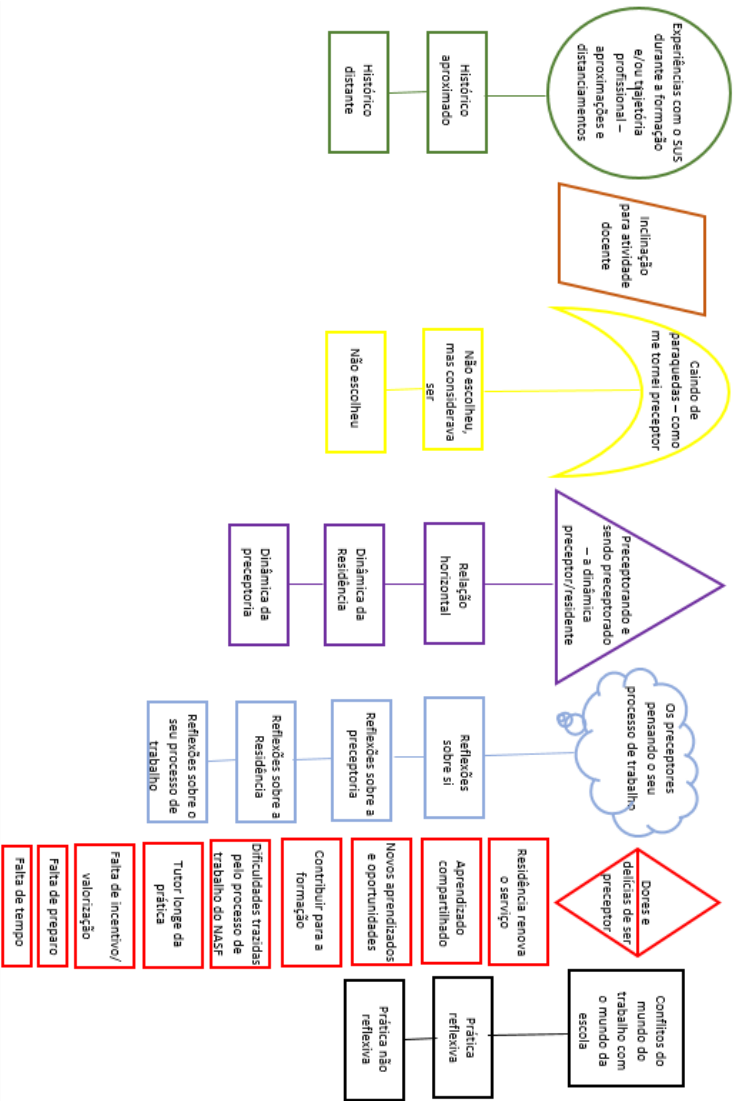 Experiências com o SUS
durante a formação
e/ou trajetória
profissional –
aproximações e
distanciamentos
Histórico
aproximado
Histórico
distante
Inclinação
para atividade
docente
Caindo de
paraquedas – como
me tornei preceptor
Não escolheu,
mas considerava
ser
Não escolheu
Preceptorando e
sendo preceptorado
– a dinâmica
preceptor/residente
Relação
horizontal
Dinâmica da
Residência
Dinâmica da
preceptoria
Os preceptores
pensando o seu
processo de trabalho
Reflexões
sobre si
Reflexões sobre a
preceptoria
Reflexões sobre a
Residência
Reflexões sobre o
seu processo de
trabalho
Dores e
delícias de ser
preceptor
Residência renova
o serviço
Aprendizado
compartilhado
Novos aprendizados
e oportunidades
Contribuir para a
formação
Dificuldades trazidas
pelo processo de
trabalho do NASF
Tutor longe da
prática
Falta de incentivo/
valorização
Falta de preparo
Falta de tempo
Conflitos do
mundo do
trabalho com
o mundo da
escola
Prática
reflexiva
Prática não
reflexiva